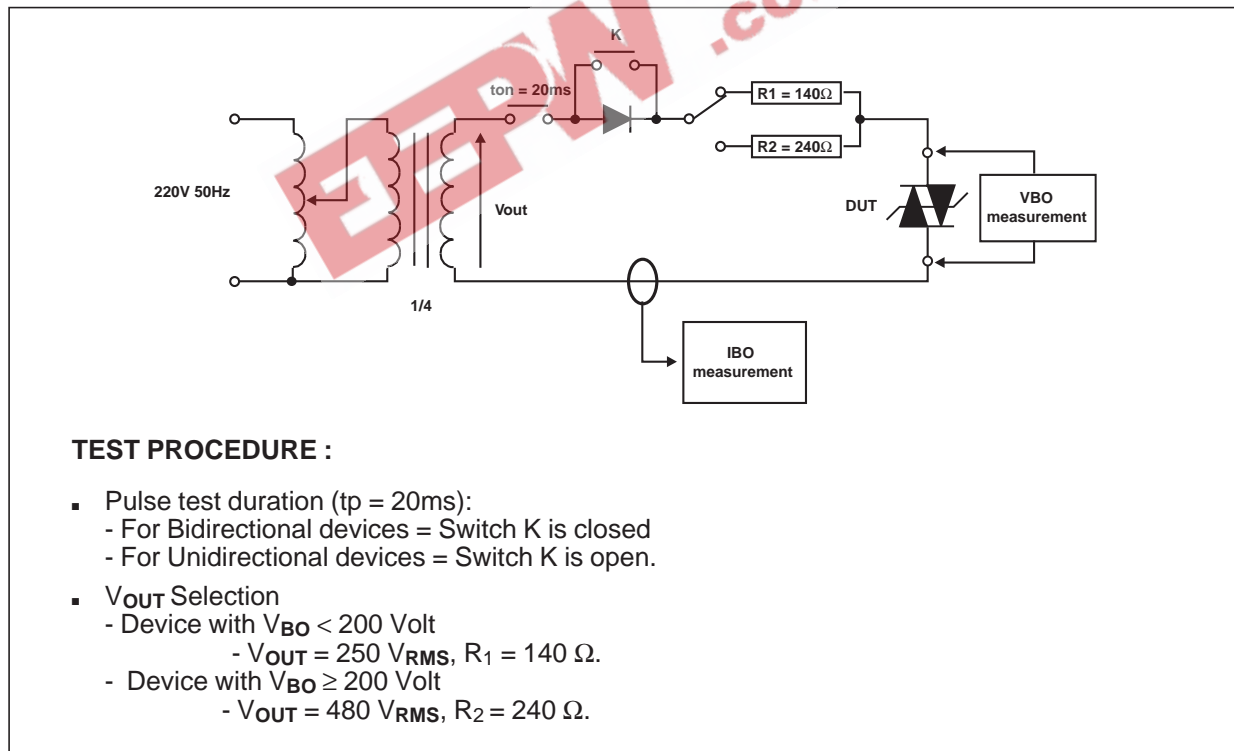 EEPW .co
K
ton = 20ms
R1 = 140Ω
R2 = 240Ω
220V 50Hz
Vout
DUT
VBO
measurement
1/4
IBO
measurement
TEST PROCEDURE :
▪ Pulse test duration (tp = 20ms):
- For Bidirectional devices = Switch K is closed
- For Unidirectional devices = Switch K is open.
▪ VOUT Selection
- Device with VBO < 200 Volt
- VOUT = 250 VRMS, R1 = 140 Ω.
- Device with VBO ≥ 200 Volt
- VOUT = 480 VRMS, R2 = 240 Ω.